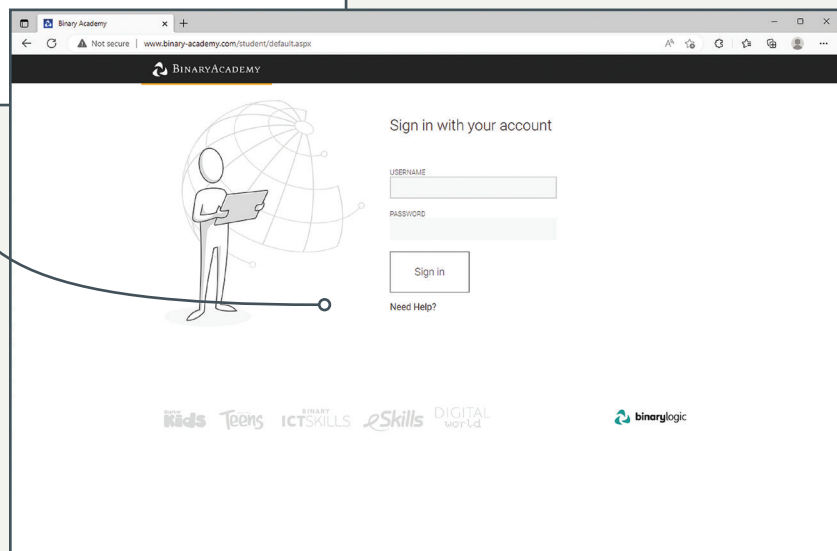 Binary Academy
Not secure | www.binary-academy.com/student/default.aspx
BINARYACADEMY
Sign in with your account
USERNAME
PASSWORD
Sign in
Need Help?
Kids Teens BINARY ICTSKILLS eSkills DIGITAL world
binarylogic